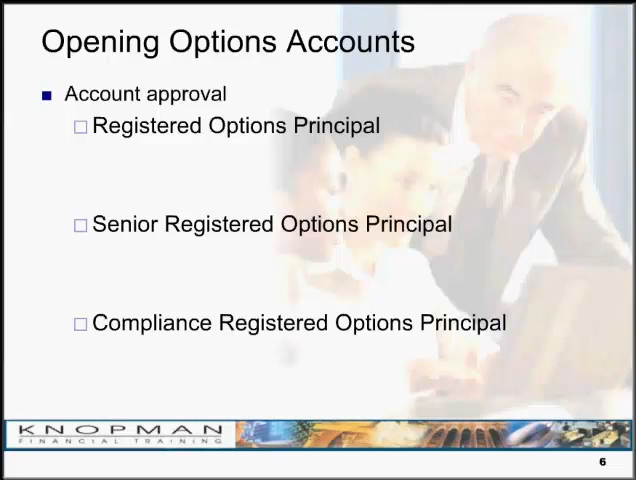 Opening Options Accounts
Account approval
Registered Options Principal
Senior Registered Options Principal
Compliance Registered Options Principal
KNOPMAN
FINANCIAL TRAINING
6